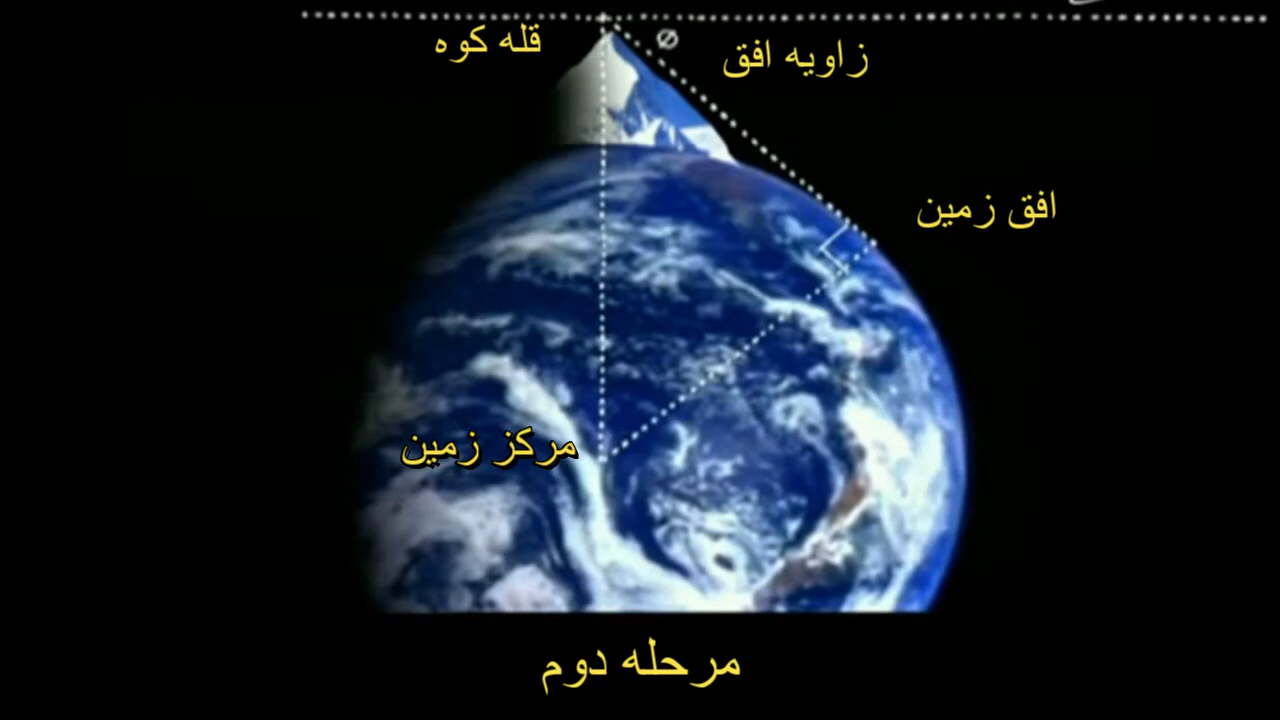 قله کوه
Ø
زاویه افق
افق زمین
مرکز زمین
مرحله دوم